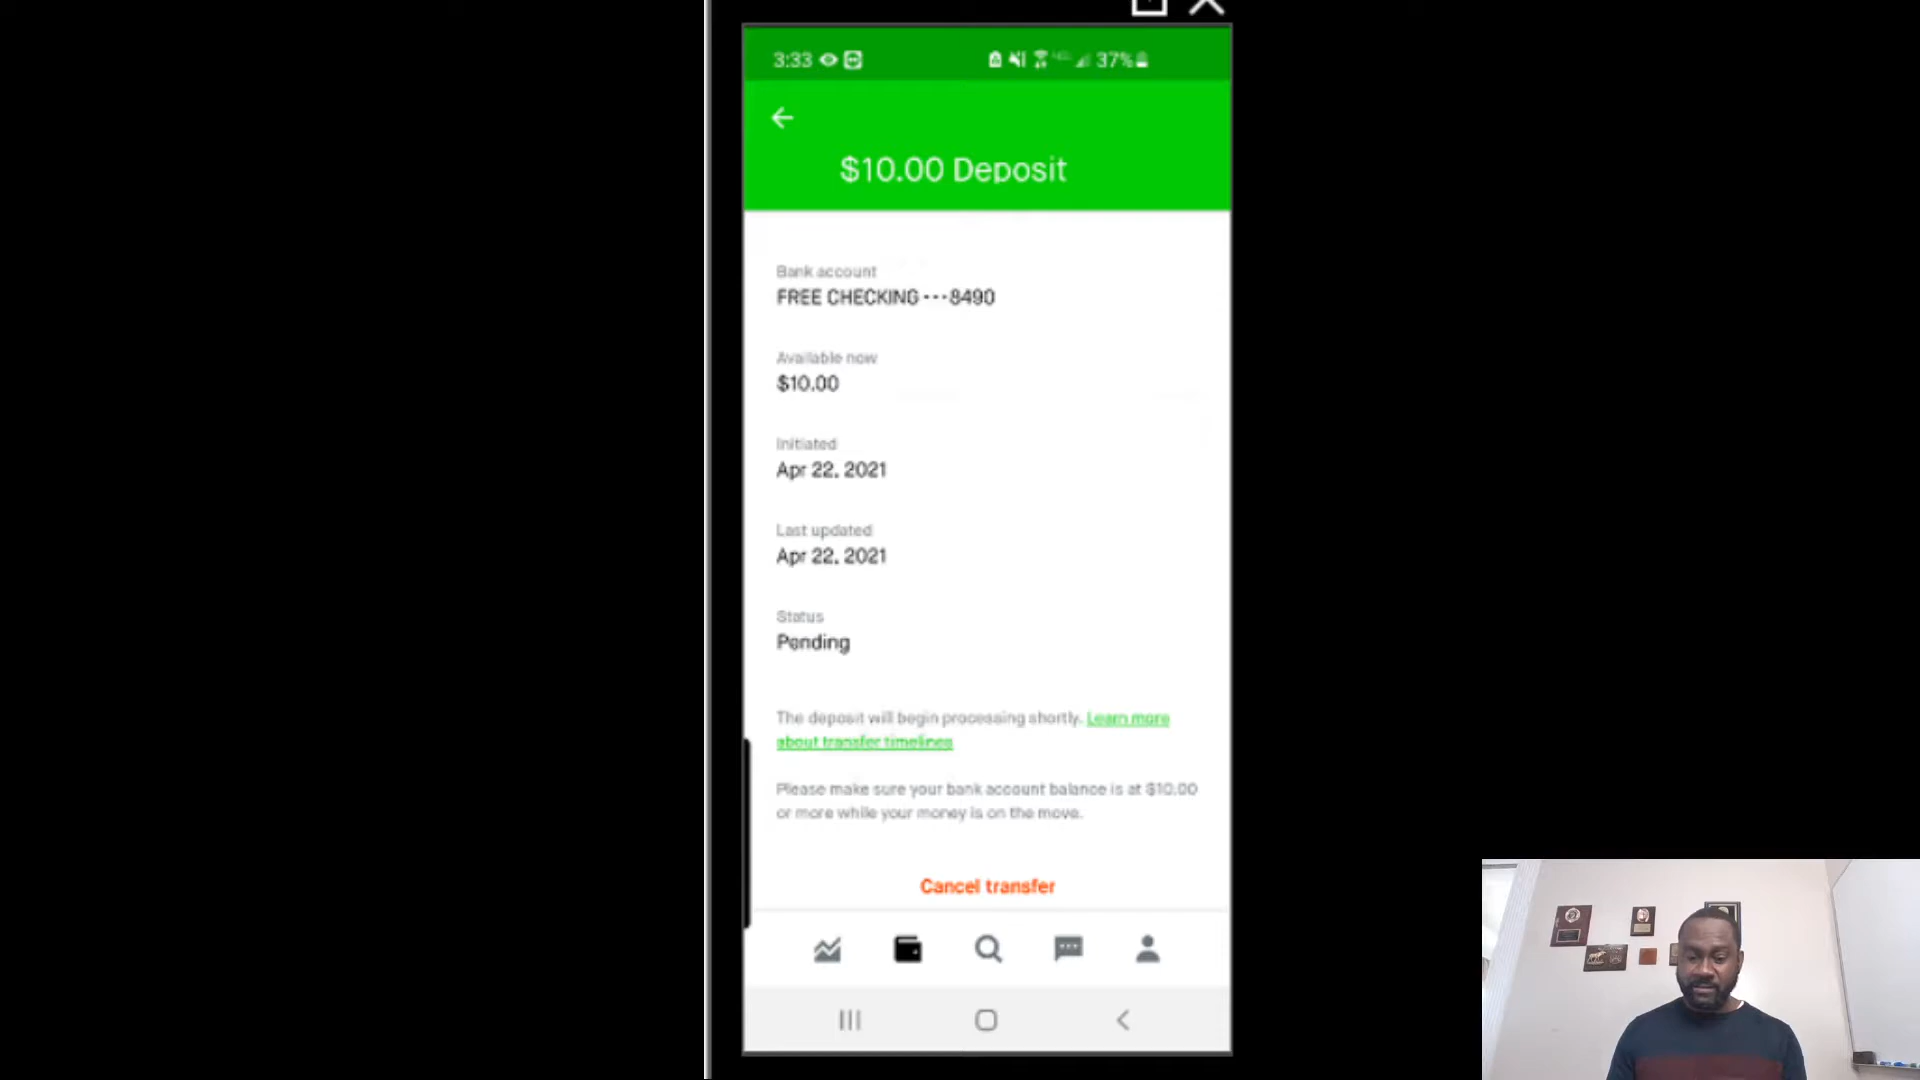 3:33
37%
$10.00 Deposit
Bank account
FREE CHECKING ···8490
Available now
$10.00
Initiated
Apr 22, 2021
Last updated
Apr 22, 2021
Status
Pending
The deposit will begin processing shortly. Learn more
about transfer timelines
Please make sure your bank account balance is at $10.00
or more while your money is on the move.
Cancel transfer